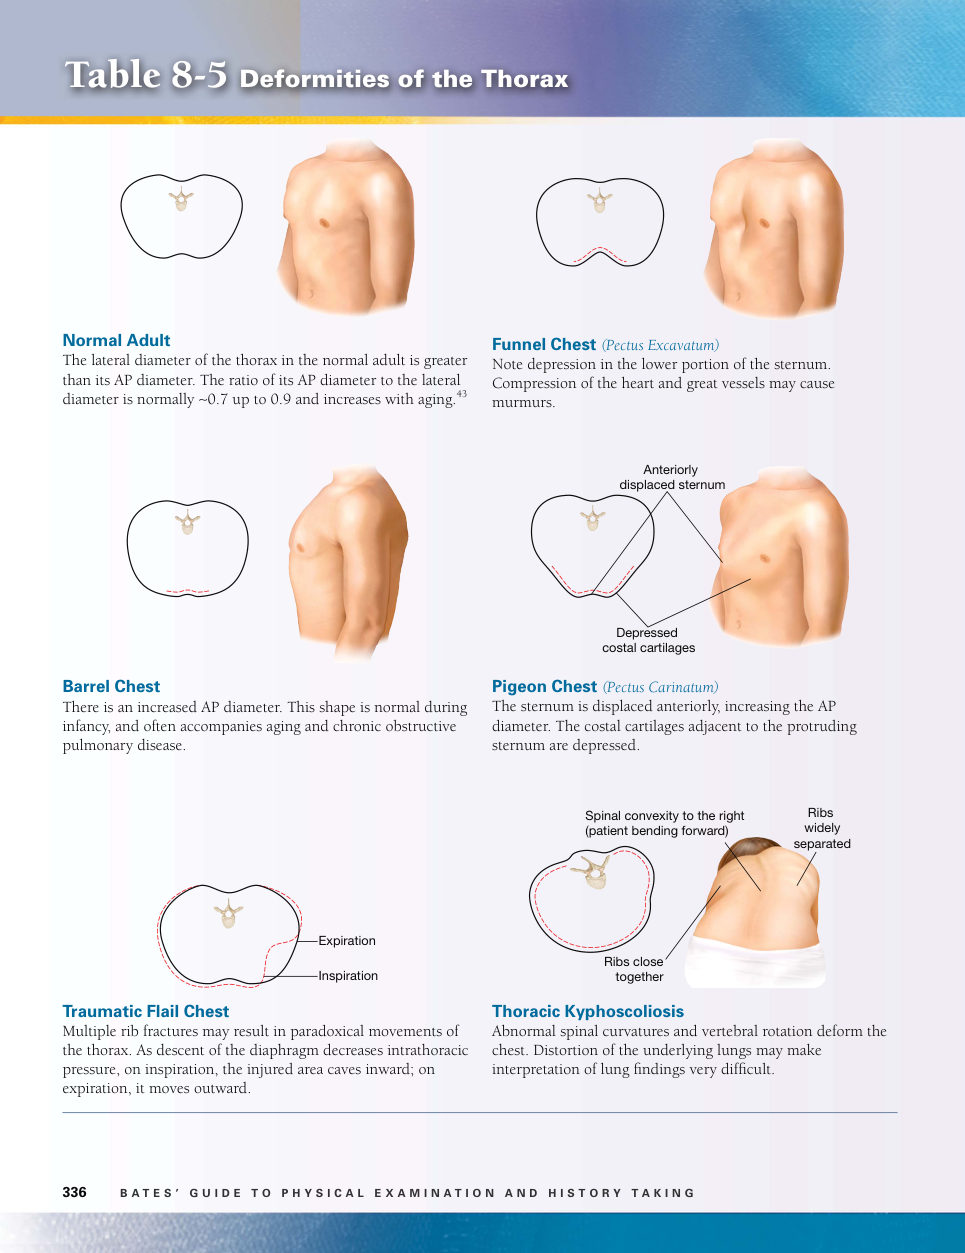 Table 8-5 Deformities of the Thorax
Normal Adult
The lateral diameter of the thorax in the normal adult is greater
than its AP diameter. The ratio of its AP diameter to the lateral
diameter is normally ~0.7 up to 0.9 and increases with aging.43
Funnel Chest (Pectus Excavatum)
Note depression in the lower portion of the sternum.
Compression of the heart and great vessels may cause
murmurs.
Barrel Chest
There is an increased AP diameter. This shape is normal during
infancy, and often accompanies aging and chronic obstructive
pulmonary disease.
Anteriorly
displaced sternum
Depressed
costal cartilages
Pigeon Chest (Pectus Carinatum)
The sternum is displaced anteriorly, increasing the AP
diameter. The costal cartilages adjacent to the protruding
sternum are depressed.
Expiration
Inspiration
Traumatic Flail Chest
Multiple rib fractures may result in paradoxical movements of
the thorax. As descent of the diaphragm decreases intrathoracic
pressure, on inspiration, the injured area caves inward; on
expiration, it moves outward.
Spinal convexity to the right
(patient bending forward)
Ribs
widely
separated
Ribs close
together
Thoracic Kyphoscoliosis
Abnormal spinal curvatures and vertebral rotation deform the
chest. Distortion of the underlying lungs may make
interpretation of lung findings very difficult.
336 BATES' GUIDE TO PHYSICAL EXAMINATION AND HISTORY TAKING